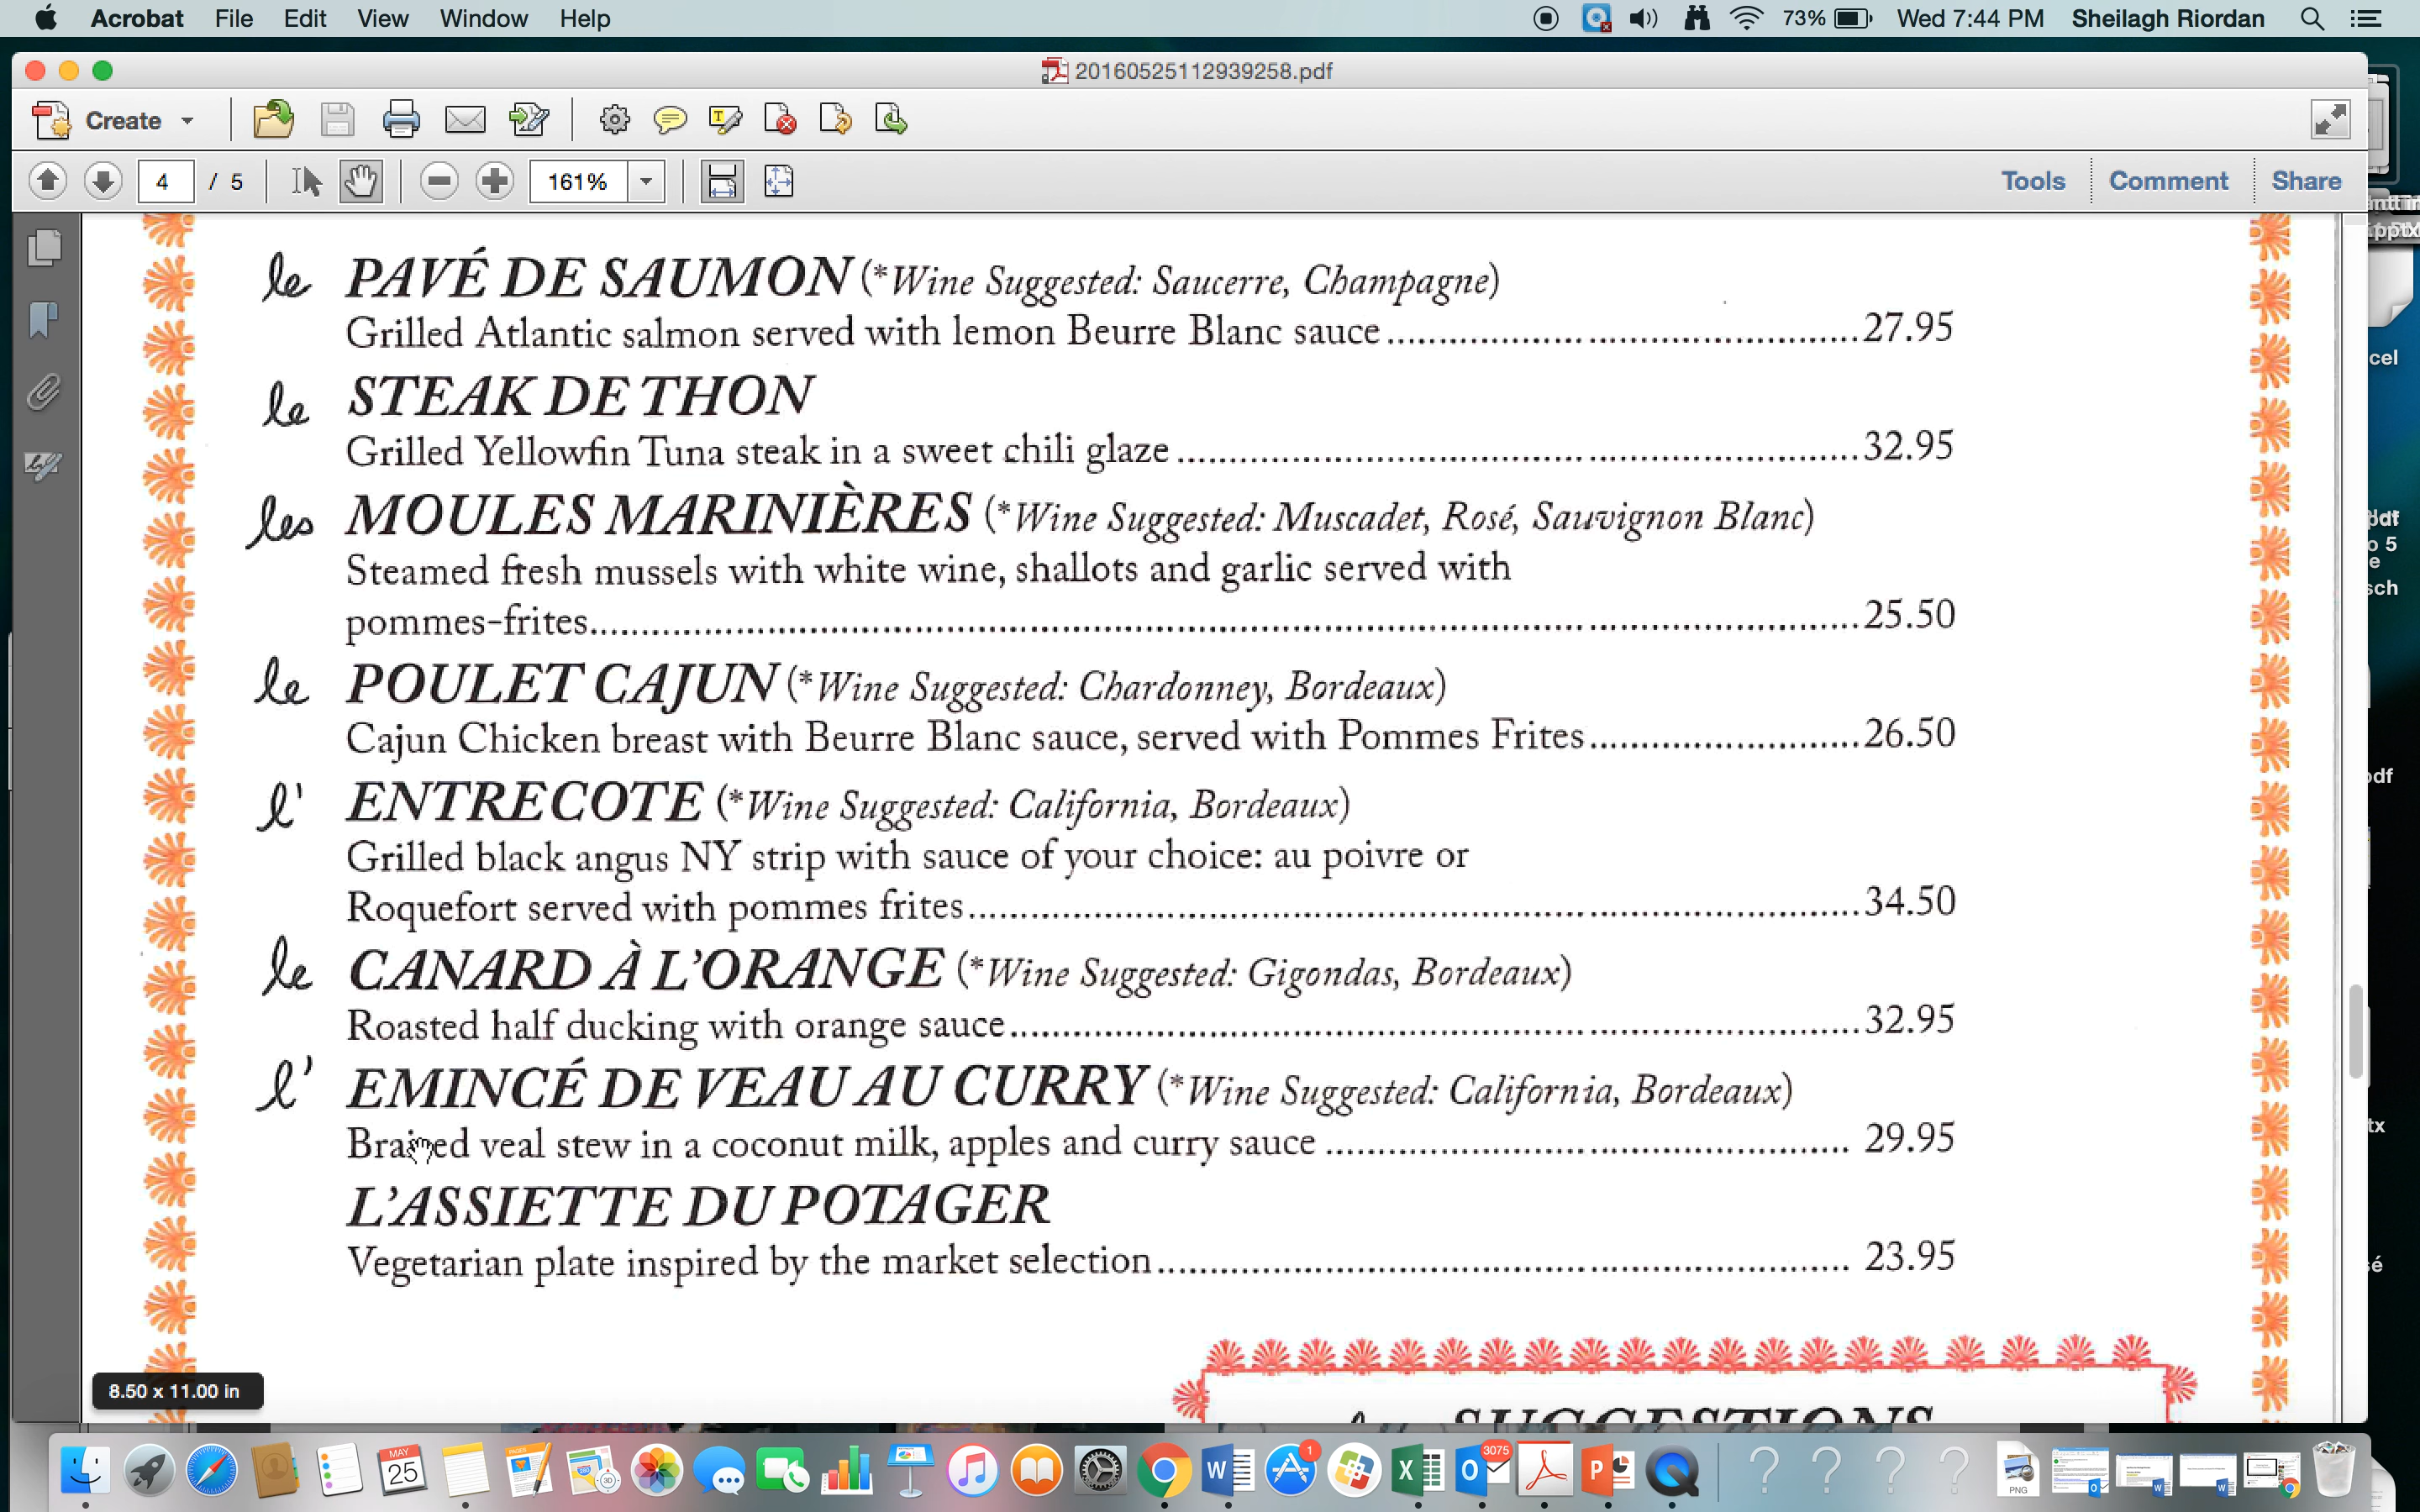 Acrobat File Edit View Window Help 73% Wed 7:44 PM Sheilagh Riordan
20160525112939258.pdf
Create
4 / 5 161% Tools Comment Share
le PAVÉ DE SAUMON (*Wine Suggested: Saucerre, Champagne)
Grilled Atlantic salmon served with lemon Beurre Blanc sauce 27.95
le STEAK DE THON
Grilled Yellowfin Tuna steak in a sweet chili glaze 32.95
les MOULES MARINIÈRES (*Wine Suggested: Muscadet, Rosé, Sauvignon Blanc)
Steamed fresh mussels with white wine, shallots and garlic served with
pommes-frites 25.50
le POULET CAJUN (*Wine Suggested: Chardonney, Bordeaux)
Cajun Chicken breast with Beurre Blanc sauce, served with Pommes Frites 26.50
l' ENTRECOTE (*Wine Suggested: California, Bordeaux)
Grilled black angus NY strip with sauce of your choice: au poivre or
Roquefort served with pommes frites 34.50
le CANARD À L'ORANGE (*Wine Suggested: Gigondas, Bordeaux)
Roasted half ducking with orange sauce 32.95
l' EMINCÉ DE VEAU AU CURRY (*Wine Suggested: California, Bordeaux)
veal stew in a coconut milk, apples and curry sauce 29.95
L'ASSIETTE DU POTAGER
Vegetarian plate inspired by the market selection 23.95
8.50 x 11.00 in
SUGGESTIONS
MAY
25
1
3075
PNG